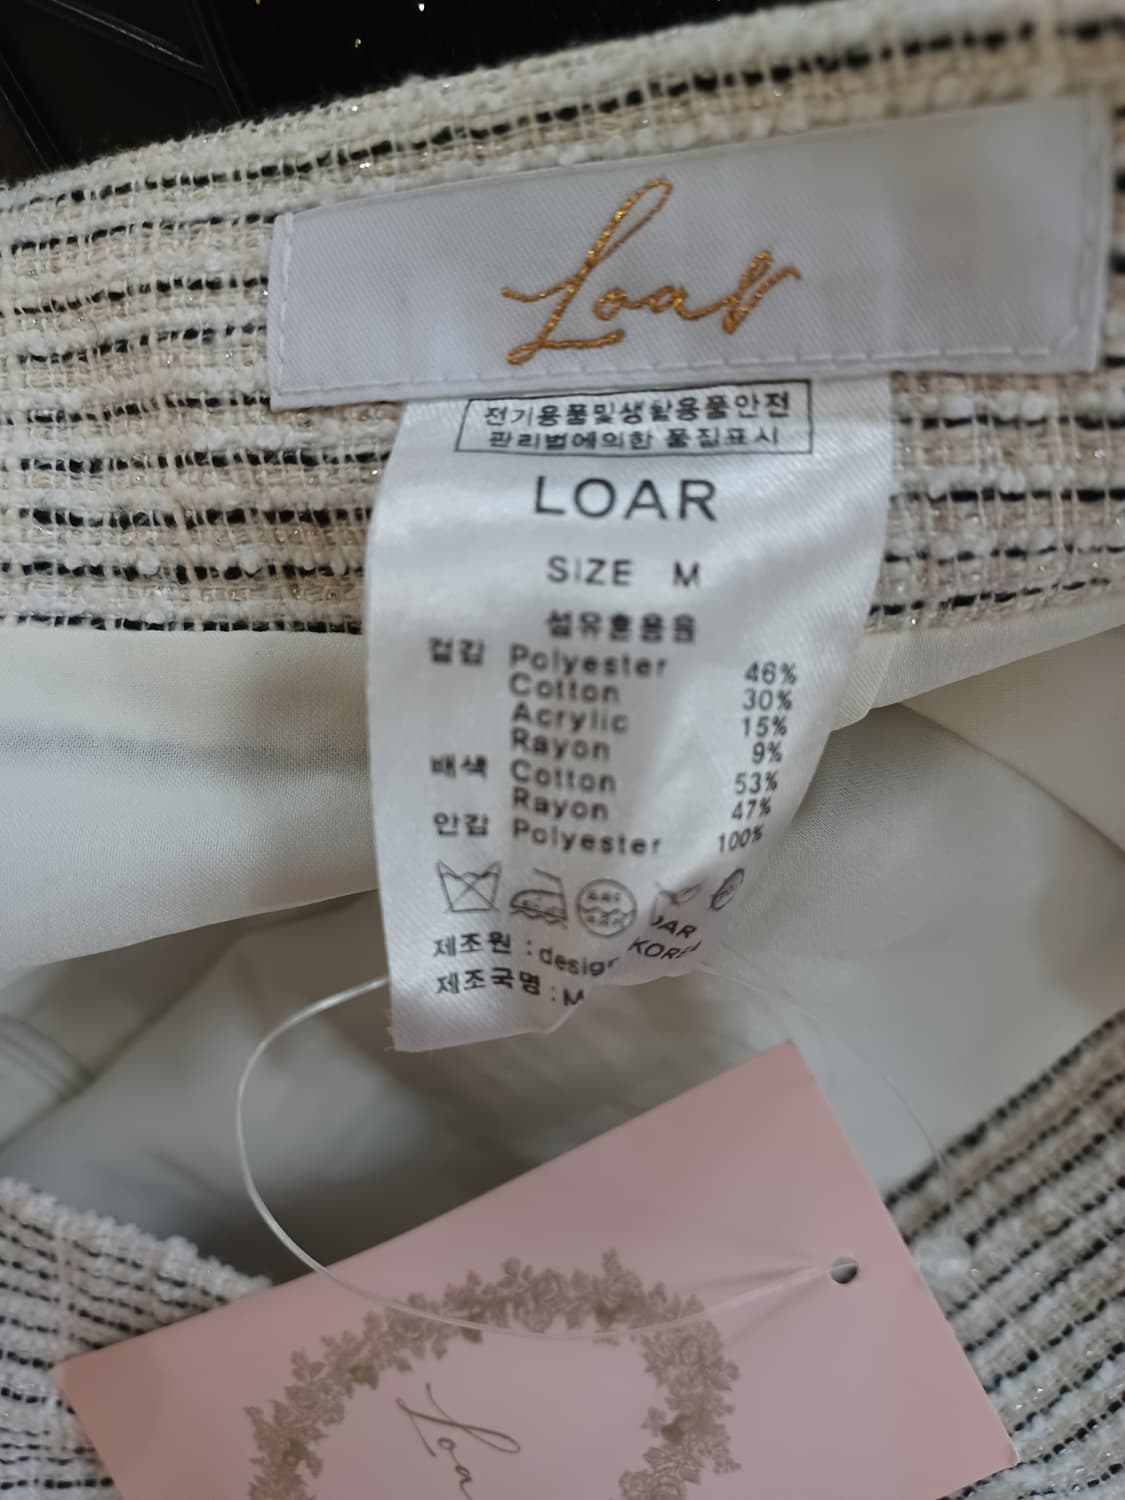 Loar
전기용품및생활용품안전
관리법에의한 품질표시
LOAR
SIZE M
섬유혼용율
겉감 Polyester 46%
Cotton 30%
Acrylic 15%
Rayon 9%
배색 Cotton 53%
Rayon 47%
안감 Polyester 100%
제조원 : design
제조국명 : M
KOREA
Loa